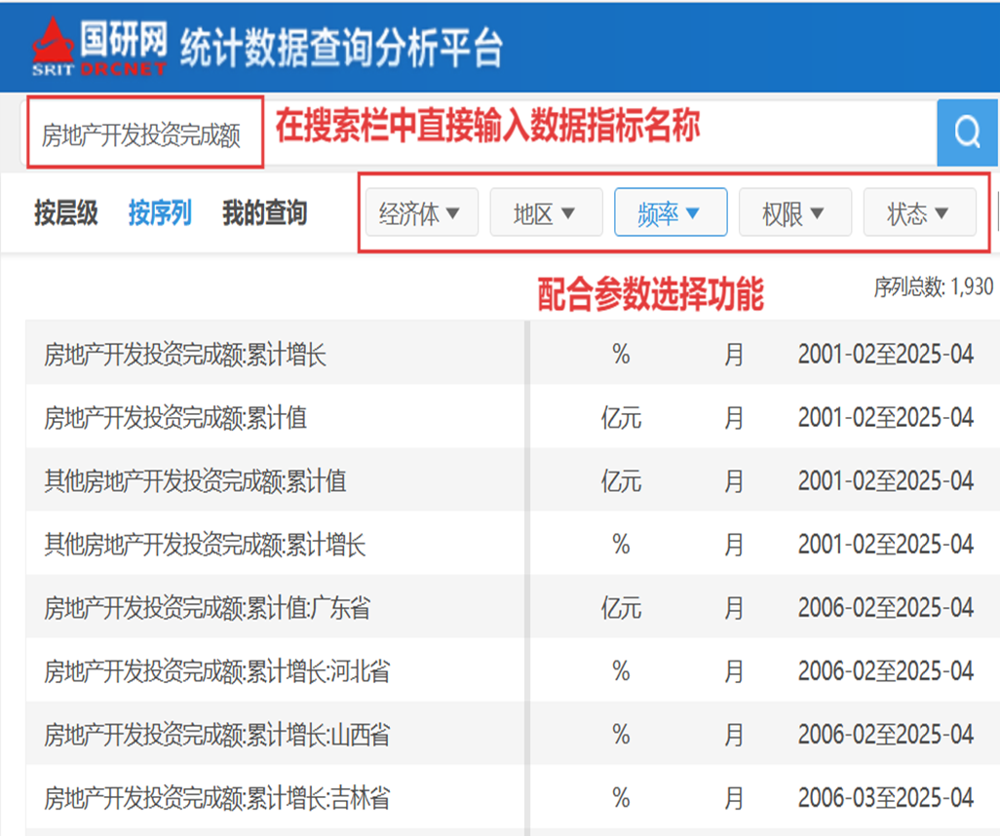 国研网 统计数据查询分析平台
SRIT DRCNET
房地产开发投资完成额 在搜索栏中直接输入数据指标名称
按层级 按序列 我的查询 经济体▼ 地区▼ 频率▼ 权限▼ 状态▼
配合参数选择功能 序列总数: 1,930
房地产开发投资完成额:累计增长 % 月 2001-02至2025-04
房地产开发投资完成额:累计值 亿元 月 2001-02至2025-04
其他房地产开发投资完成额:累计值 亿元 月 2001-02至2025-04
其他房地产开发投资完成额:累计增长 % 月 2001-02至2025-04
房地产开发投资完成额:累计值:广东省 亿元 月 2006-02至2025-04
房地产开发投资完成额:累计增长:河北省 % 月 2006-02至2025-04
房地产开发投资完成额:累计增长:山西省 % 月 2006-02至2025-04
房地产开发投资完成额:累计增长:吉林省 % 月 2006-03至2025-04